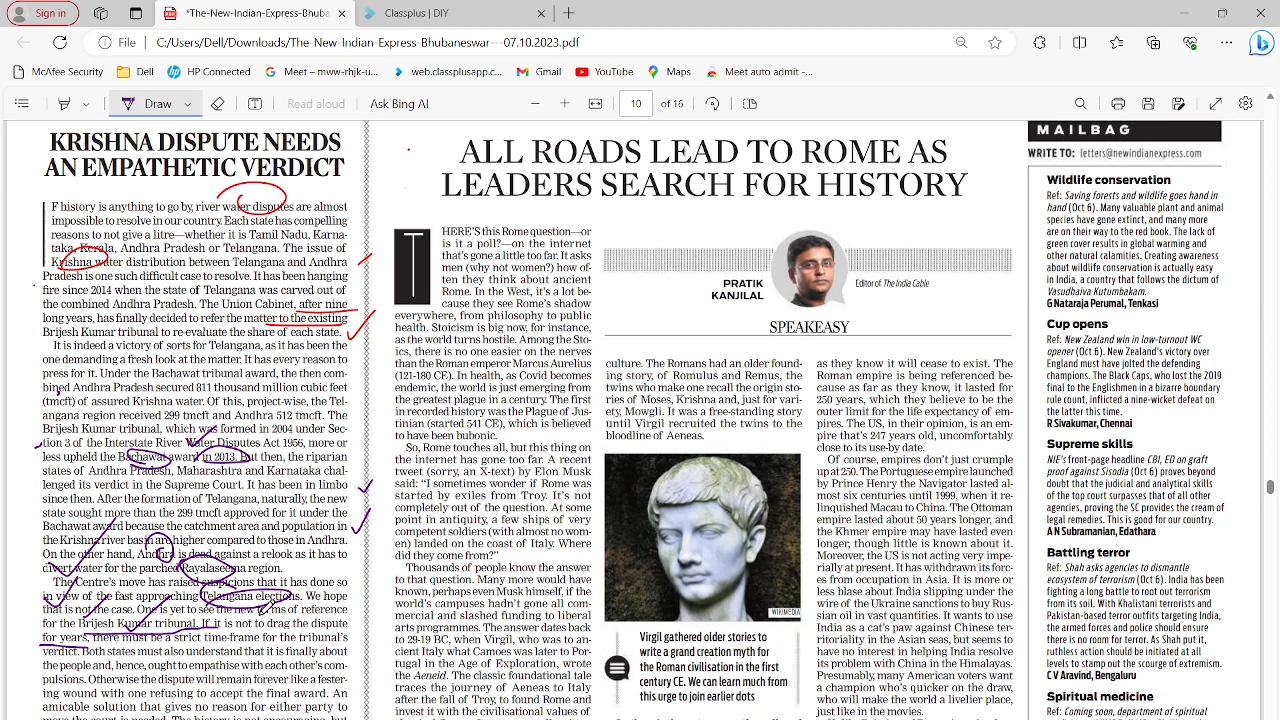 Sign in
*The-New-Indian-Express-Bhuba
Classplus | DIY
File
C:/Users/Dell/Downloads/The-New-Indian-Express-Bhubaneswar---07.10.2023.pdf
McAfee Security
Dell
HP Connected
Meet – mww-rhjk-u...
web.classplusapp.c...
Gmail
YouTube
Maps
Meet auto admit -...
Draw
Read aloud
Ask Bing AI
10
of 16
KRISHNA DISPUTE NEEDS
AN EMPATHETIC VERDICT
F history is anything to go by, river water disputes are almost
impossible to resolve in our country. Each state has compelling
reasons to not give a litre—whether it is Tamil Nadu, Karna-
taka, Kerala, Andhra Pradesh or Telangana. The issue of
Krishna water distribution between Telangana and Andhra
Pradesh is one such difficult case to resolve. It has been hanging
fire since 2014 when the state of Telangana was carved out of
the combined Andhra Pradesh. The Union Cabinet, after nine
long years, has finally decided to refer the matter to the existing
Brijesh Kumar tribunal to re-evaluate the share of each state.
It is indeed a victory of sorts for Telangana, as it has been the
one demanding a fresh look at the matter. It has every reason to
press for it. Under the Bachawat tribunal award, the then com-
bined Andhra Pradesh secured 811 thousand million cubic feet
(tmcft) of assured Krishna water. Of this, project-wise, the Tel-
angana region received 299 tmcft and Andhra 512 tmcft. The
Brijesh Kumar tribunal, which was formed in 2004 under Sec-
tion 3 of the Interstate River Water Disputes Act 1956, more or
less upheld the Bachawat award in 2013. But then, the riparian
states of Andhra Pradesh, Maharashtra and Karnataka chal-
lenged its verdict in the Supreme Court. It has been in limbo
since then. After the formation of Telangana, naturally, the new
state sought more than the 299 tmcft approved for it under the
Bachawat award because the catchment area and population in
the Krishna river basin is higher compared to those in Andhra.
On the other hand, Andhra is dead against a relook as it has to
divert water for the parched Rayalaseema region.
The Centre's move has raised suspicions that it has done so
in view of the fast approaching Telangana elections. We hope
that is not the case. One is yet to see the new terms of reference
for the Brijesh Kumar tribunal. If it is not to drag the dispute
for years, there must be a strict time-frame for the tribunal's
verdict. Both states must also understand that it is finally about
the people and, hence, ought to empathise with each other's com-
pulsions. Otherwise the issue will remain forever like a fester-
ing wound with one refusing to accept the final award. An
amicable solution that gives no reason for either party to
move the court is needed. The history is not encouraging, but
ALL ROADS LEAD TO ROME AS
LEADERS SEARCH FOR HISTORY
T
HERE'S this Rome question—or
is it a poll?—on the internet
that's gone a little too far. It asks
men (why not women?) how of-
ten they think about ancient
Rome. In the West, it's a lot be-
cause they see Rome's shadow
everywhere, from philosophy to public
health. Stoicism is big now, for instance,
as the world turns hostile. Among the Sto-
ics, there is no one easier on the nerves
than the Roman emperor Marcus Aurelius
(121-180 CE). In health, as Covid becomes
endemic, the world is just emerging from
the greatest plague in a century. The first
in recorded history was the Plague of Jus-
tinian (started 541 CE), which is believed
to have been bubonic.
So, Rome touches all, but this thing on
the internet has gone too far. A recent
tweet (sorry, an X-text) by Elon Musk
said: “I sometimes wonder if Rome was
started by exiles from Troy. It's not
completely out of the question. At some
point in antiquity, a few ships of very
competent soldiers (with almost no wom-
en) landed on the coast of Italy. Where
did they come from?”
Thousands of people know the answer
to that question. Many more would have
known, perhaps even Musk himself, if the
world's campuses hadn't gone all com-
mercial and slashed funding to liberal
arts programmes. The answer dates back
to 29-19 BC, when Virgil, who was to an-
cient Italy what Camoes was later to Por-
tugal in the Age of Exploration, wrote
the Aeneid. The classic foundational tale
traces the journey of Aeneas to Italy
after the fall of Troy, to found Rome and
invest it with the civilisational values of
PRATIK
KANJILAL
Editor of The India Cable
SPEAKEASY
culture. The Romans had an older found-
ing story, of Romulus and Remus, the
twins who make one recall the origin sto-
ries of Moses, Krishna and, just for vari-
ety, Mowgli. It was a free-standing story
until Virgil recruited the twins to the
bloodline of Aeneas.
WIKIMEDIA
Virgil gathered older stories to
write a grand creation myth for
the Roman civilisation in the first
century CE. We can learn much from
this urge to join earlier dots
as they know it will cease to exist. The
Roman empire is being referenced be-
cause as far as they know, it lasted for
250 years, which they believe to be the
outer limit for the life expectancy of em-
pires. The US, in their opinion, is an em-
pire that's 247 years old, uncomfortably
close to its use-by date.
Of course, empires don't just crumple
up at 250. The Portuguese empire launched
by Prince Henry the Navigator lasted al-
most six centuries until 1999, when it re-
linquished Macau to China. The Ottoman
empire lasted about 50 years longer, and
the Khmer empire may have lasted even
longer, though little is known about it.
Moreover, the US is not acting very impe-
rially at present. It has withdrawn its forc-
es from occupation in Asia. It is more or
less blase about India slipping under the
wire of the Ukraine sanctions to buy Rus-
sian oil in vast quantities. It wants to use
India as a cat's paw against Chinese ter-
ritoriality in the Asian seas, but seems to
have no interest in helping India resolve
its problem with China in the Himalayas.
Presumably, many American voters want
a champion who's quicker on the draw,
who will make the world a livelier place,
just like in the movies.
MAILBAG
WRITE TO: letters@newindianexpress.com
Wildlife conservation
Ref: Saving forests and wildlife goes hand in
hand (Oct 6). Many valuable plant and animal
species have gone extinct, and many more
are on their way to the red book. The lack of
green cover results in global warming and
other natural calamities. Creating awareness
about wildlife conservation is actually easy
in India, a country that follows the dictum of
Vasudhaiva Kutumbakam.
G Nataraja Perumal, Tenkasi
Cup opens
Ref: New Zealand win in low-turnout WC
opener (Oct 6). New Zealand's victory over
England must have jolted the defending
champions. The Black Caps, who lost the 2019
final to the Englishmen in a bizarre boundary
rule count, inflicted a nine-wicket defeat on
the latter this time.
R Sivakumar, Chennai
Supreme skills
NIE's front-page headline CBI, ED on graft
proof against Sisodia (Oct 6) proves beyond
doubt that the judicial and analytical skills
of the top court surpasses that of all other
agencies, proving the SC provides the cream of
legal remedies. This is good for our country.
A N Subramanian, Edathara
Battling terror
Ref: Shah asks agencies to dismantle
ecosystem of terrorism (Oct 6). India has been
fighting a long battle to root out terrorism
from its soil. With Khalistani terrorists and
Pakistan-based terror outfits targeting India,
the armed forces and police should ensure
there is no room for terror. As Shah put it,
ruthless action should be initiated at all
levels to stamp out the scourge of extremism.
C V Aravind, Bengaluru
Spiritual medicine
Ref: Coming soon, department of spiritual